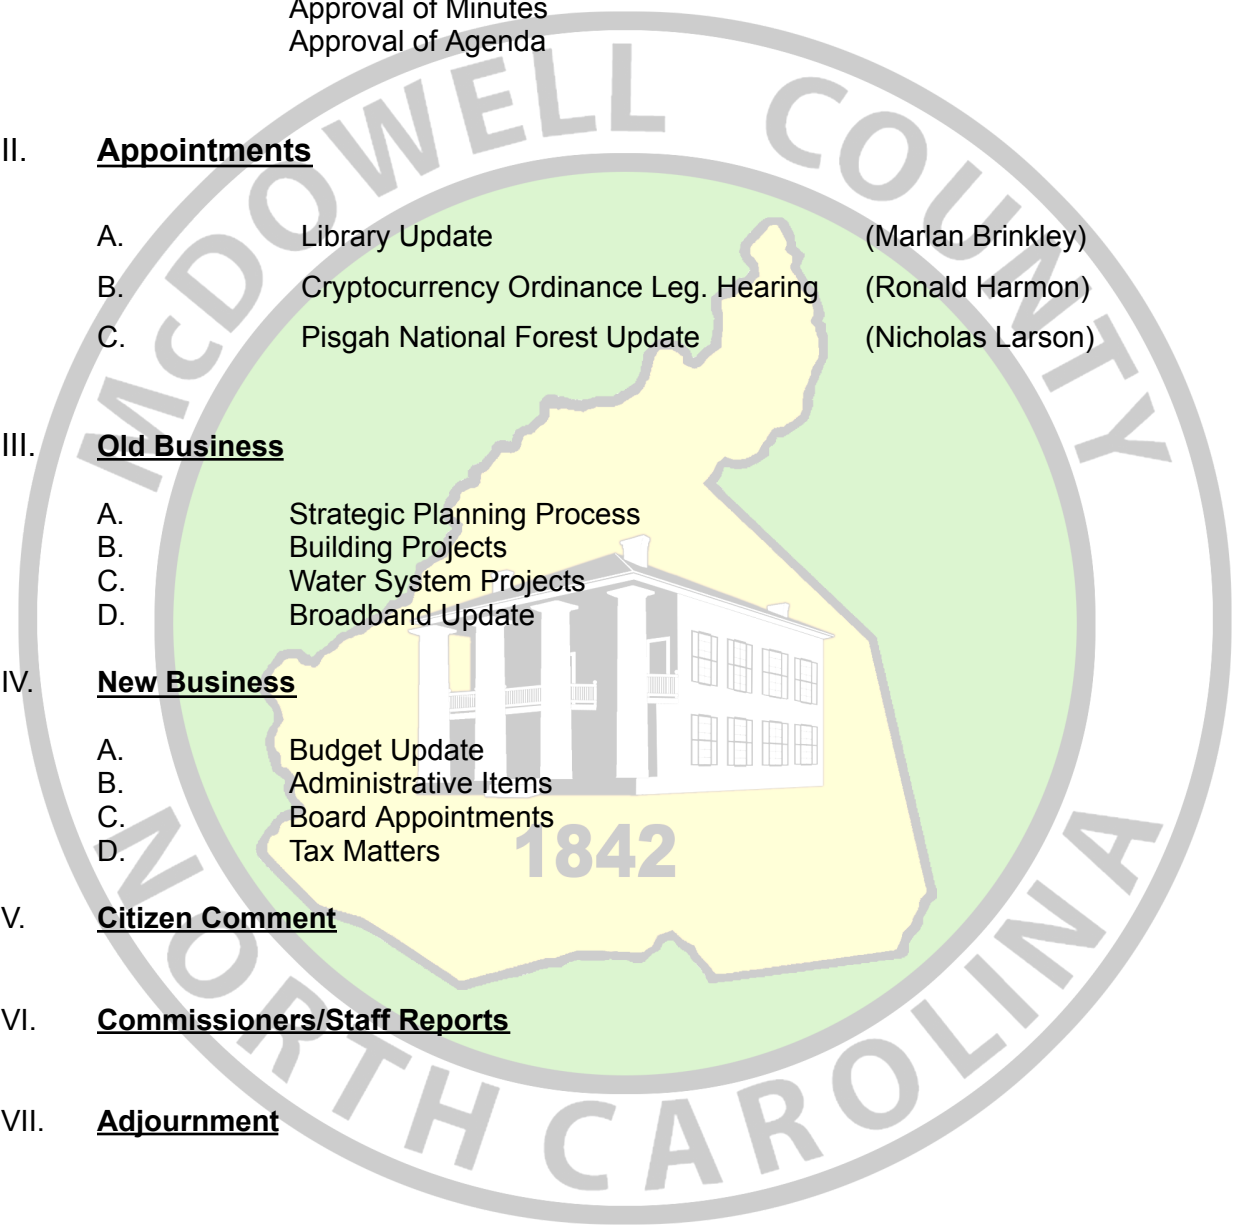 Approval of Minutes
Approval of Agenda
II. Appointments
A. Library Update (Marlan Brinkley)
B. Cryptocurrency Ordinance Leg. Hearing (Ronald Harmon)
C. Pisgah National Forest Update (Nicholas Larson)
III. Old Business
A. Strategic Planning Process
B. Building Projects
C. Water System Projects
D. Broadband Update
IV. New Business
A. Budget Update
B. Administrative Items
C. Board Appointments
D. Tax Matters
V. Citizen Comment
VI. Commissioners/Staff Reports
VII. Adjournment
McDOWELL COUNTY
1842
NORTH CAROLINA